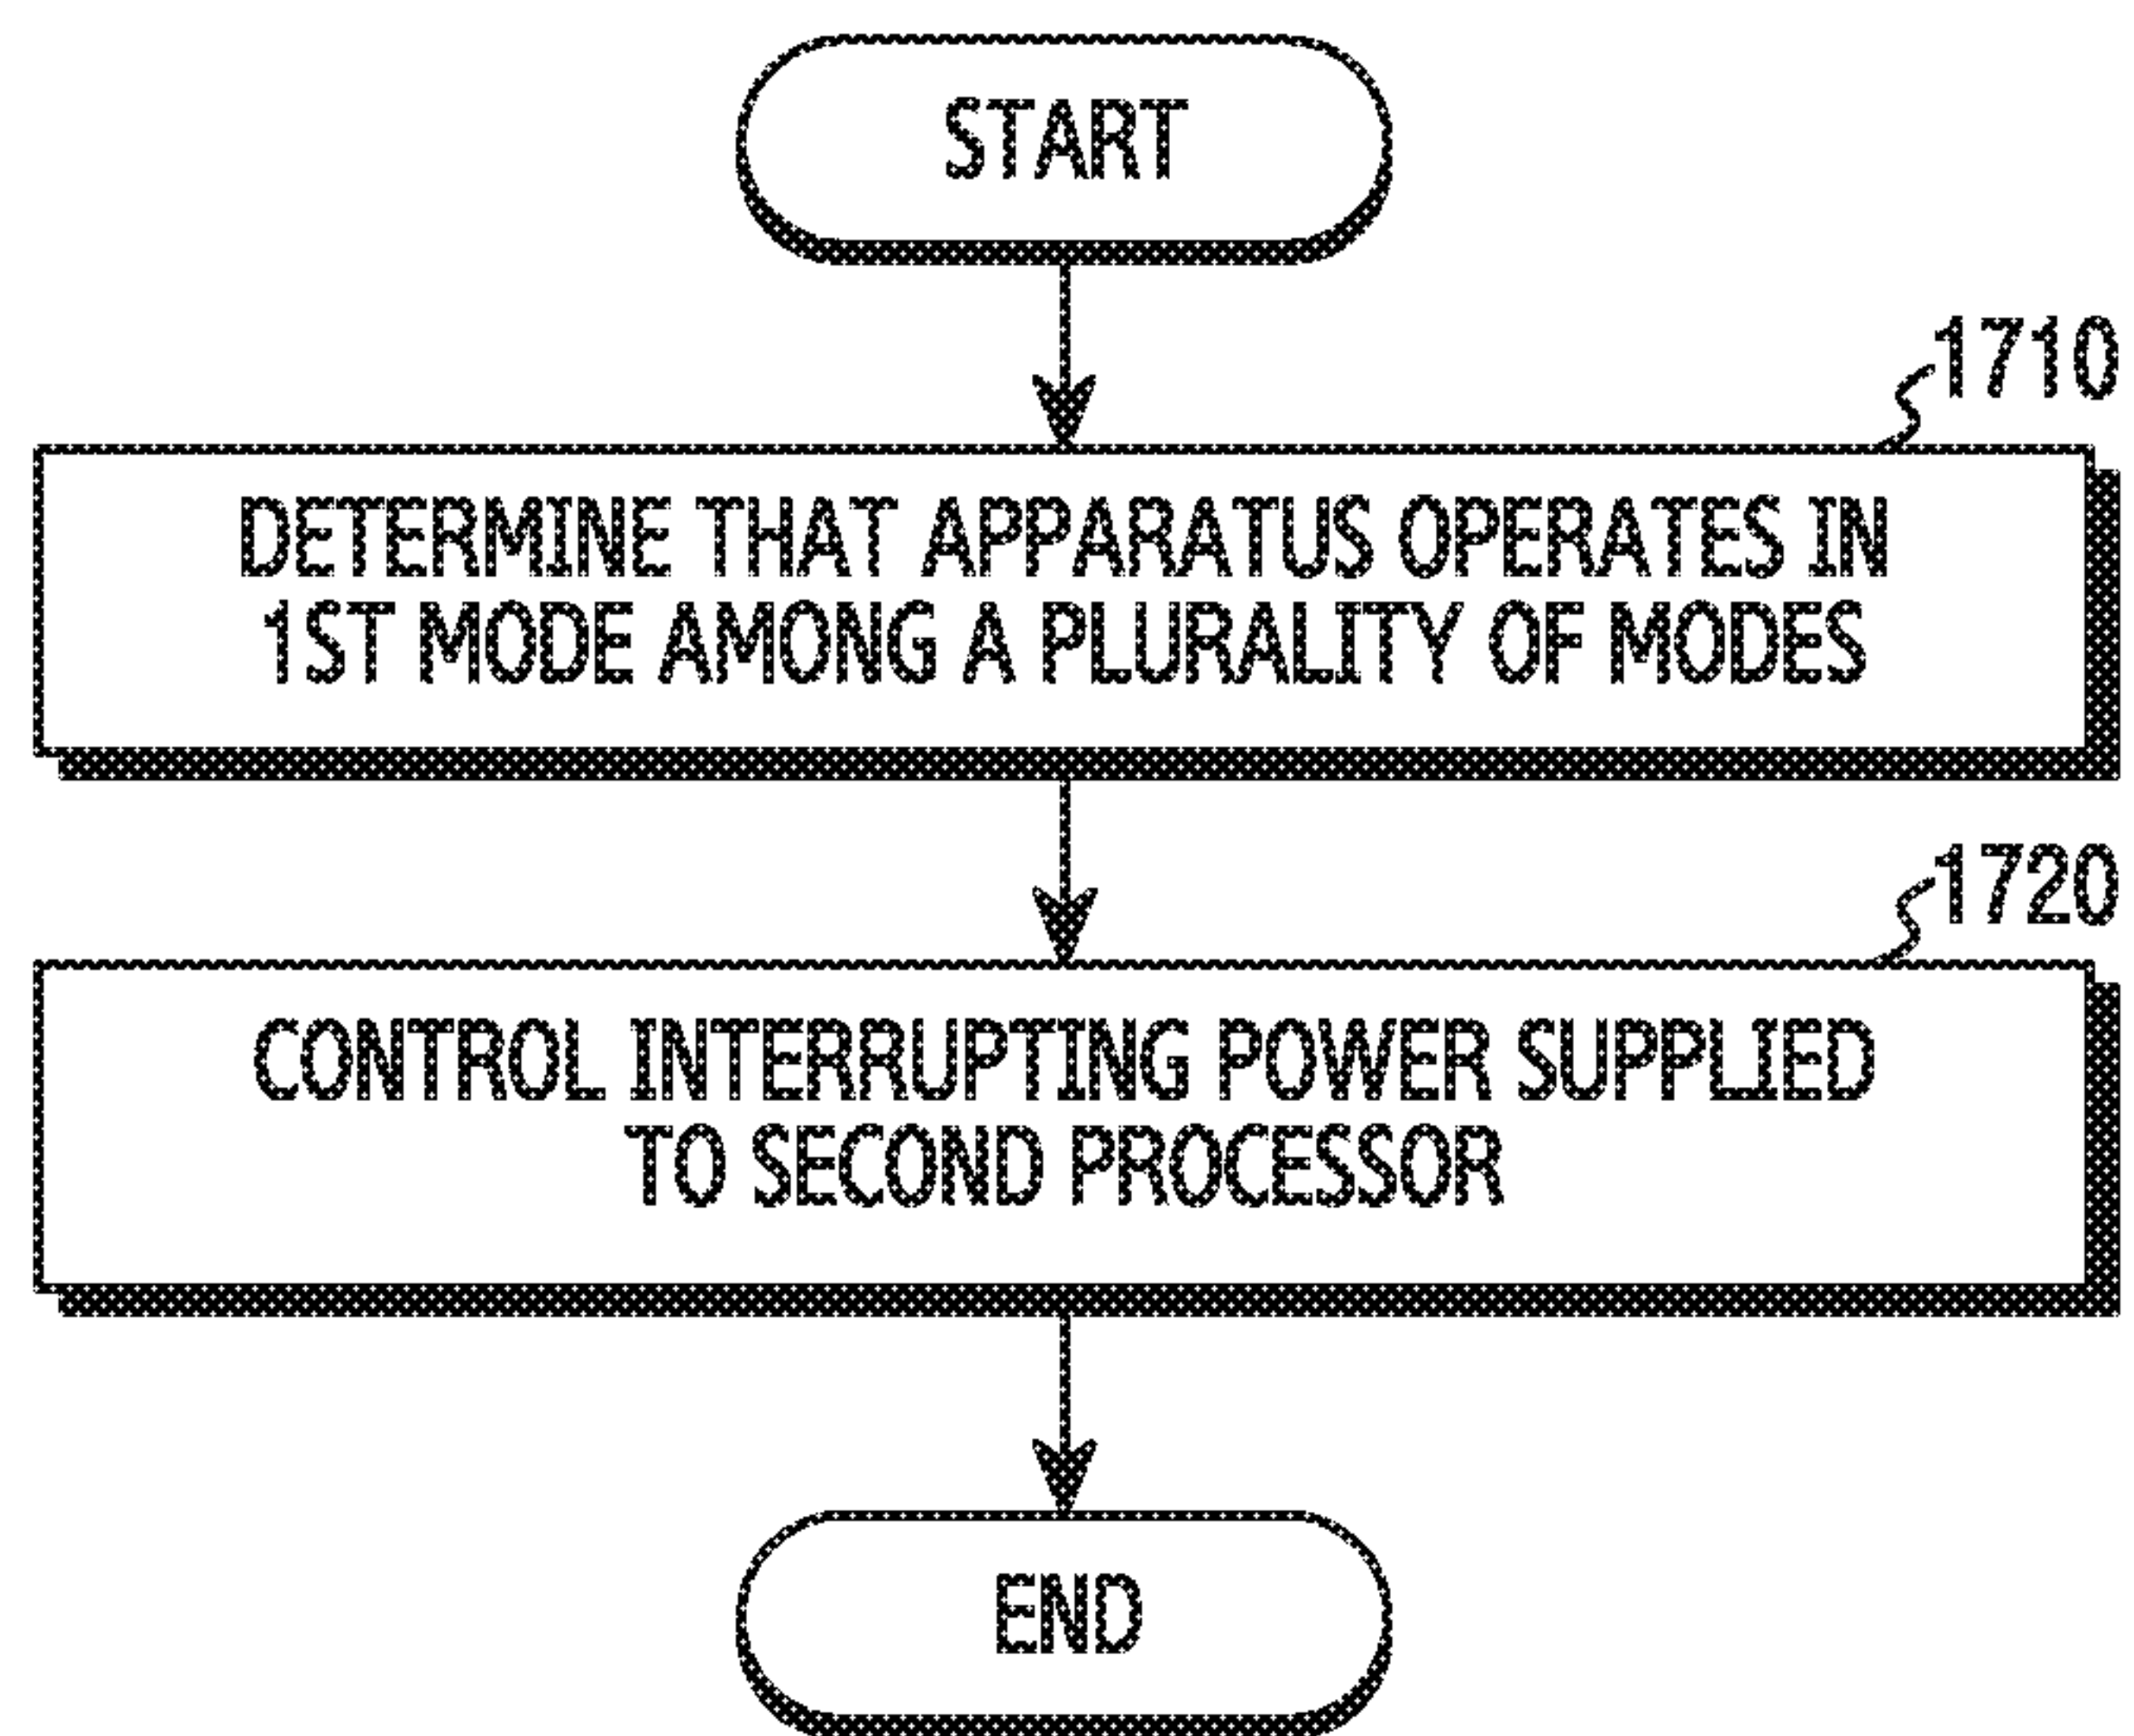 START
1710
DETERMINE THAT APPARATUS OPERATES IN
1ST MODE AMONG A PLURALITY OF MODES
1720
CONTROL INTERRUPTING POWER SUPPLIED
TO SECOND PROCESSOR
END